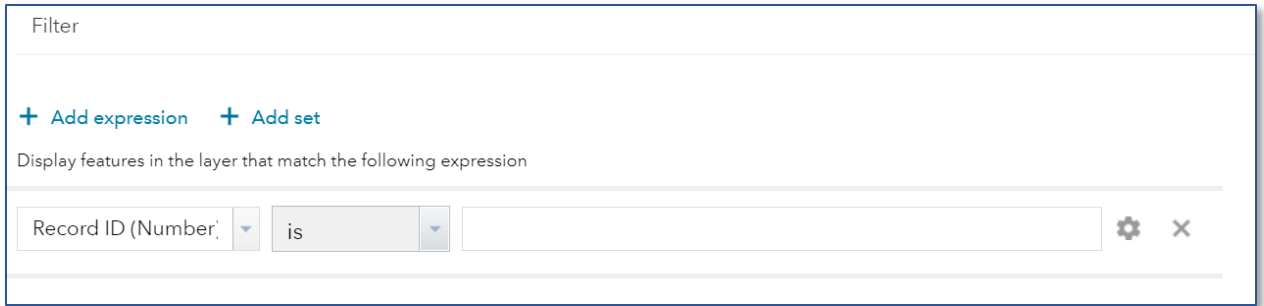 Filter
+ Add expression + Add set
Display features in the layer that match the following expression
Record ID (Number) is